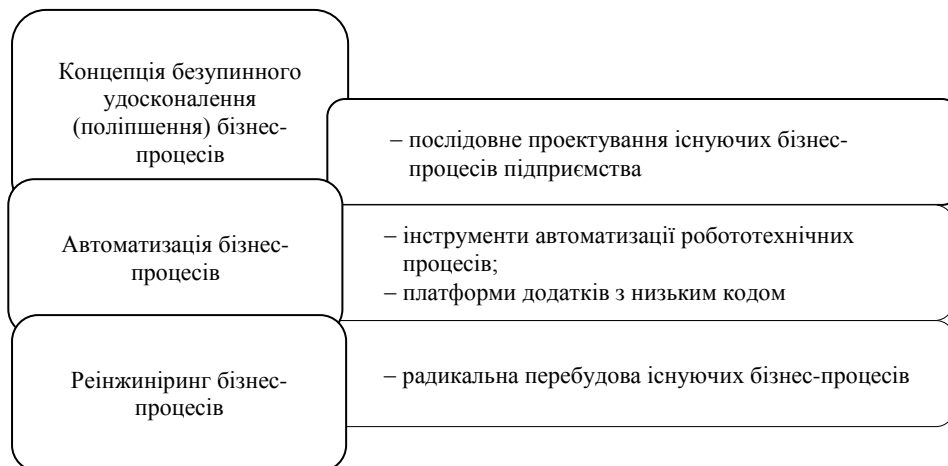 Концепція безупинного
удосконалення
(поліпшення) бізнес-
процесів
– послідовне проектування існуючих бізнес-
процесів підприємства
Автоматизація бізнес-
процесів
– інструменти автоматизації робототехнічних
процесів;
– платформи додатків з низьким кодом
Реінжиніринг бізнес-
процесів
– радикальна перебудова існуючих бізнес-процесів